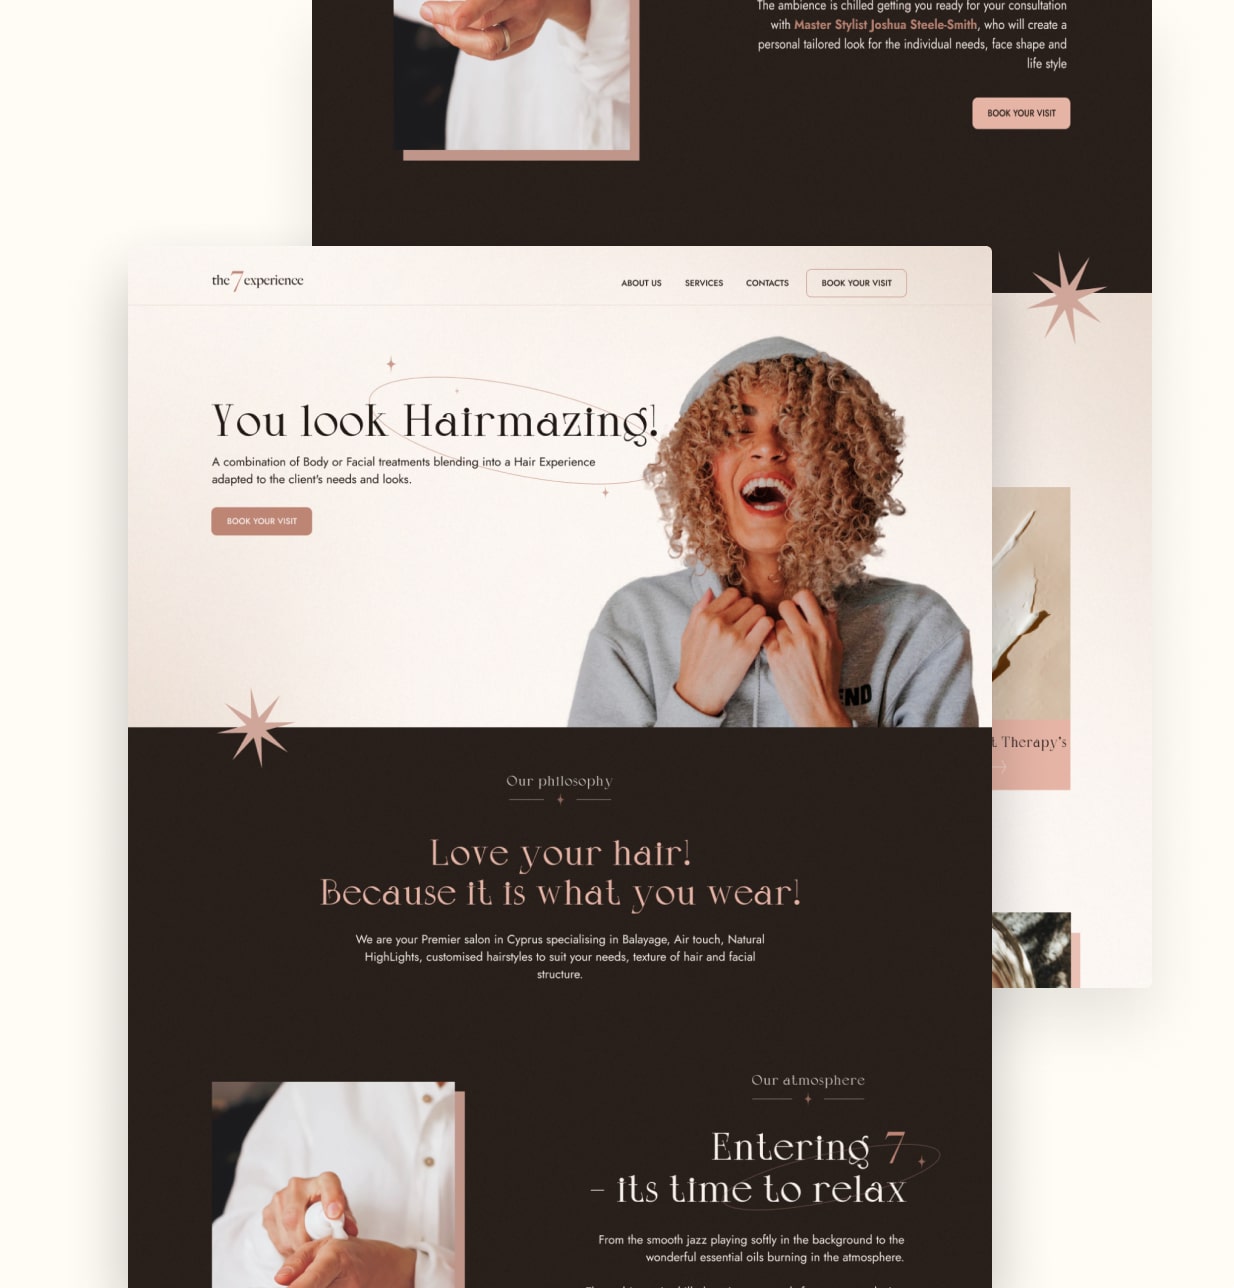 The ambience is chilled getting you ready for your consultation
with Master Stylist Joshua Steele-Smith, who will create a
personal tailored look for the individual needs, face shape and
life style
BOOK YOUR VISIT
the 7 experience
ABOUT US
SERVICES
CONTACTS
BOOK YOUR VISIT
You look Hairmazing!
A combination of Body or Facial treatments blending into a Hair Experience
adapted to the client's needs and looks.
BOOK YOUR VISIT
END
Therapy's
Our philosophy
Love your hair!
Because it is what you wear!
We are your Premier salon in Cyprus specialising in Balayage, Air touch, Natural
HighLights, customised hairstyles to suit your needs, texture of hair and facial
structure.
Our atmosphere
Entering 7
– its time to relax
From the smooth jazz playing softly in the background to the
wonderful essential oils burning in the atmosphere.